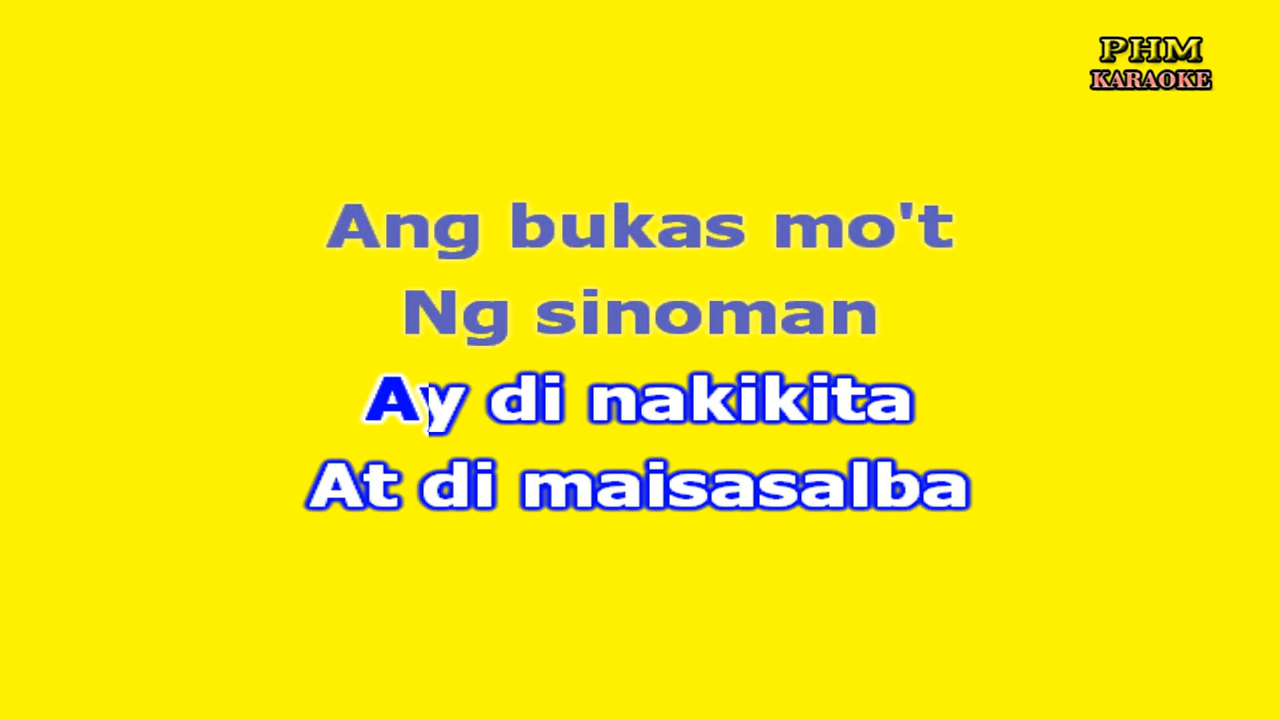 PHM
KARAOKE
Ang bukas mo't
Ng sinoman
Ay di nakikita
At di maisasalba